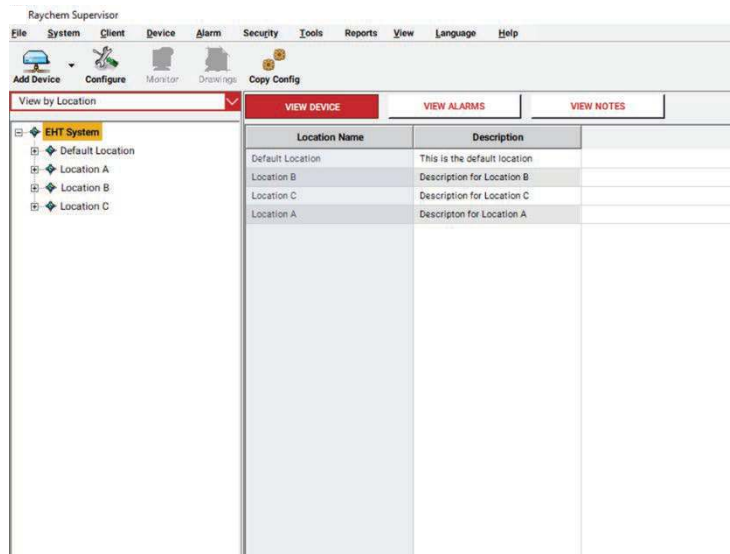 Raychem Supervisor
File System Client Device Alarm Security Tools Reports View Language Help
Add Device Configure Monitor Drawings Copy Config
View by Location
VIEW DEVICE VIEW ALARMS VIEW NOTES
EHT System
Default Location
Location A
Location B
Location C
Location Name Description
Default Location This is the default location
Location B Description for Location B
Location C Description for Location C
Location A Descripton for Location A